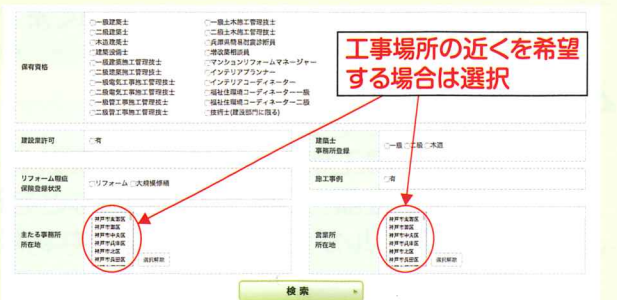 一級建築士
二級建築士
木造建築士
建築設備士
一級建築施工管理技士
二級建築施工管理技士
一級電気工事施工管理技士
二級電気工事施工管理技士
一級管工事施工管理技士
二級管工事施工管理技士
保有資格
一級土木施工管理技士
二級土木施工管理技士
兵庫県簡易耐震診断員
増改築相談員
マンションリフォームマネージャー
インテリアプランナー
インテリアコーディネーター
福祉住環境コーディネーター一級
福祉住環境コーディネーター二級
技術士(建設部門に限る)
工事場所の近くを希望
する場合は選択
建設業許可
有
建築士
事務所登録
一級 二級 木造
リフォーム瑕疵
保険登録状況
リフォーム 大規模修繕
施工事例
有
主たる事務所
所在地
神戸市東灘区
神戸市灘区
神戸市中央区
神戸市兵庫区
神戸市北区
神戸市長田区
選択解除
営業所
所在地
神戸市東灘区
神戸市灘区
神戸市中央区
神戸市兵庫区
神戸市北区
神戸市長田区
選択解除
検索